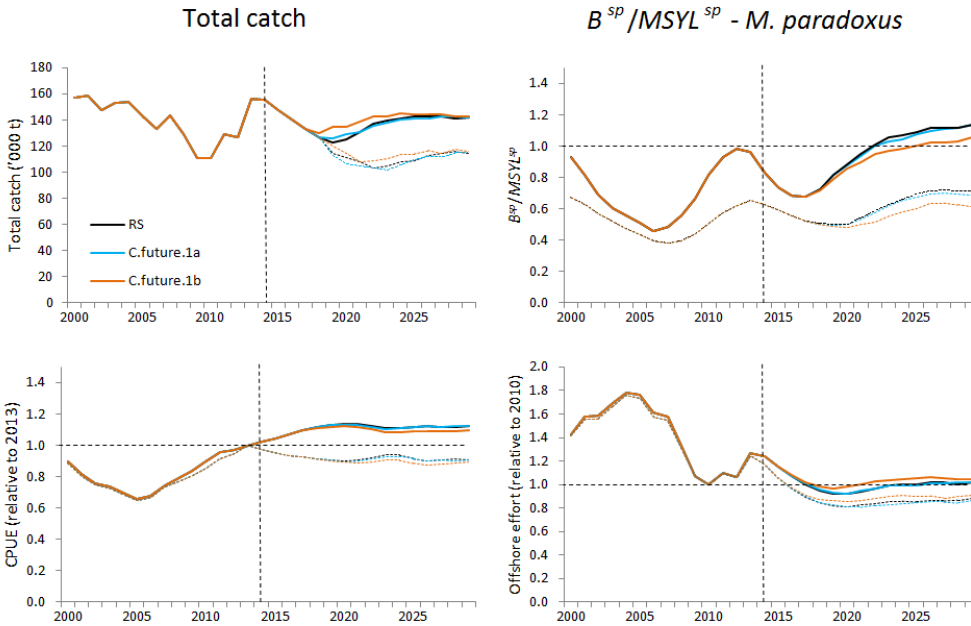 Total catch
B sp /MSYL sp - M. paradoxus
Total catch ('000 t)
180
160
140
120
100
80
60
40
20
0
RS
C.future.1a
C.future.1b
2000 2005 2010 2015 2020 2025
B sp/MSYL sp
1.4
1.2
1.0
0.8
0.6
0.4
0.2
0.0
2000 2005 2010 2015 2020 2025
CPUE (relative to 2013)
1.4
1.2
1.0
0.8
0.6
0.4
0.2
0.0
2000 2005 2010 2015 2020 2025
Offshore effort (relative to 2010)
2.0
1.8
1.6
1.4
1.2
1.0
0.8
0.6
0.4
0.2
0.0
2000 2005 2010 2015 2020 2025